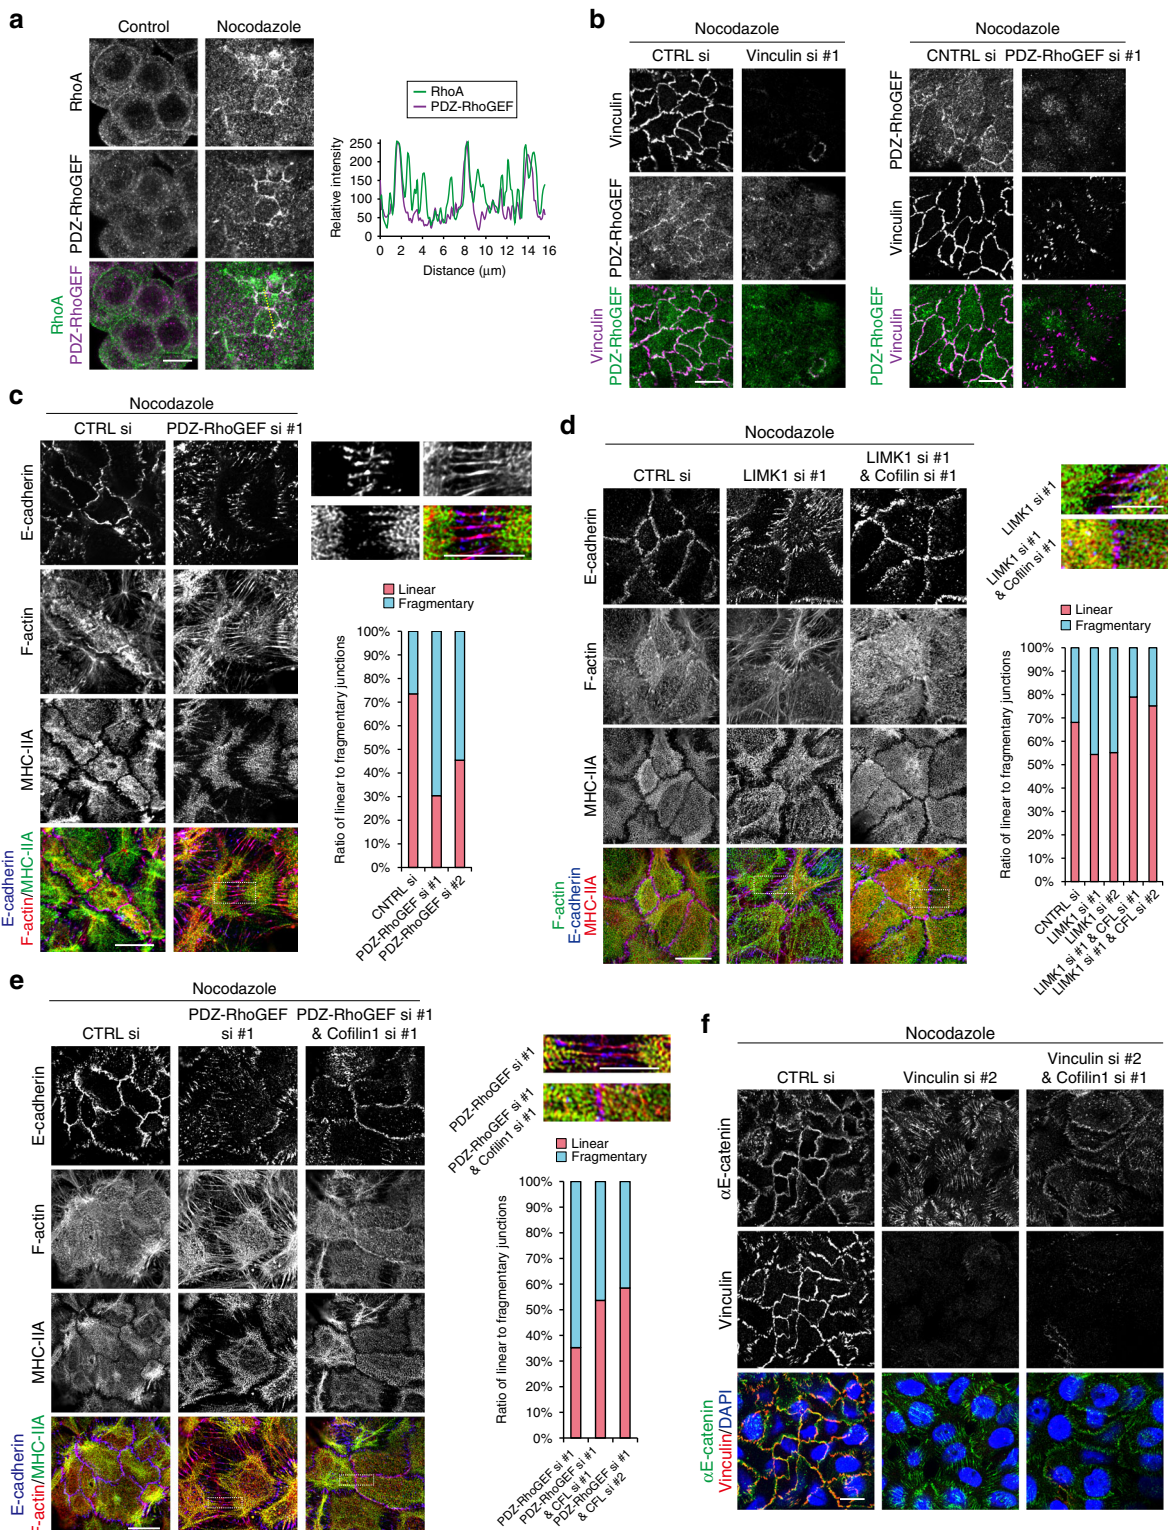 a
Control
Nocodazole
RhoA
PDZ-RhoGEF
RhoA
PDZ-RhoGEF
RhoA
PDZ-RhoGEF
Relative intensity
250
200
150
100
50
0
0 2 4 6 8 10 12 14 16
Distance (μm)
b
Nocodazole
CTRL si
Vinculin si #1
Vinculin
PDZ-RhoGEF
Vinculin
PDZ-RhoGEF
Nocodazole
CNTRL si
PDZ-RhoGEF si #1
PDZ-RhoGEF
Vinculin
PDZ-RhoGEF
Vinculin
c
Nocodazole
CTRL si
PDZ-RhoGEF si #1
E-cadherin
F-actin
MHC-IIA
E-cadherin
F-actin/MHC-IIA
Linear
Fragmentary
Ratio of linear to fragmentary junctions
100%
90%
80%
70%
60%
50%
40%
30%
20%
10%
0%
CNTRL si
PDZ-RhoGEF si #1
PDZ-RhoGEF si #2
d
Nocodazole
CTRL si
LIMK1 si #1
LIMK1 si #1
& Cofilin si #1
E-cadherin
F-actin
MHC-IIA
F-actin
E-cadherin
MHC-IIA
LIMK1 si #1
LIMK1 si #1
& Cofilin si #1
Linear
Fragmentary
Ratio of linear to fragmentary junctions
100%
90%
80%
70%
60%
50%
40%
30%
20%
10%
0%
CNTRL si
LIMK1 si #1
LIMK1 si #2
LIMK1 si #1 & CFL si #1
LIMK1 si #1 & CFL si #2
e
Nocodazole
CTRL si
PDZ-RhoGEF
si #1
PDZ-RhoGEF si #1
& Cofilin1 si #1
E-cadherin
F-actin
MHC-IIA
E-cadherin
F-actin/MHC-IIA
PDZ-RhoGEF si #1
PDZ-RhoGEF si #1
& Cofilin1 si #1
Linear
Fragmentary
Ratio of linear to fragmentary junctions
100%
90%
80%
70%
60%
50%
40%
30%
20%
10%
0%
PDZ-RhoGEF si #1
PDZ-RhoGEF si #1
& CFL si #1
PDZ-RhoGEF si #1
& CFL si #2
f
Nocodazole
CTRL si
Vinculin si #2
Vinculin si #2
& Cofilin1 si #1
αE-catenin
Vinculin
αE-catenin
Vinculin/DAPI